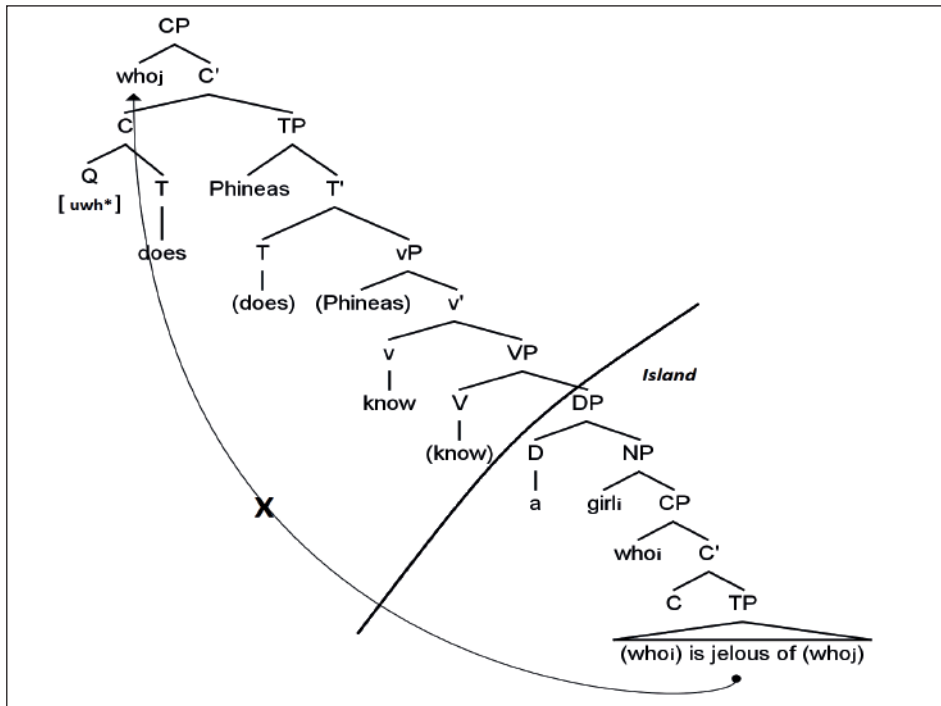 CP
whoj C'
C TP
Q T Phineas T'
[ uwh* ]
does T vP
(does) (Phineas) v'
v VP
Island
know V DP
(know) D NP
a girli CP
X
whoi C'
C TP
(whoi) is jelous of (whoj)